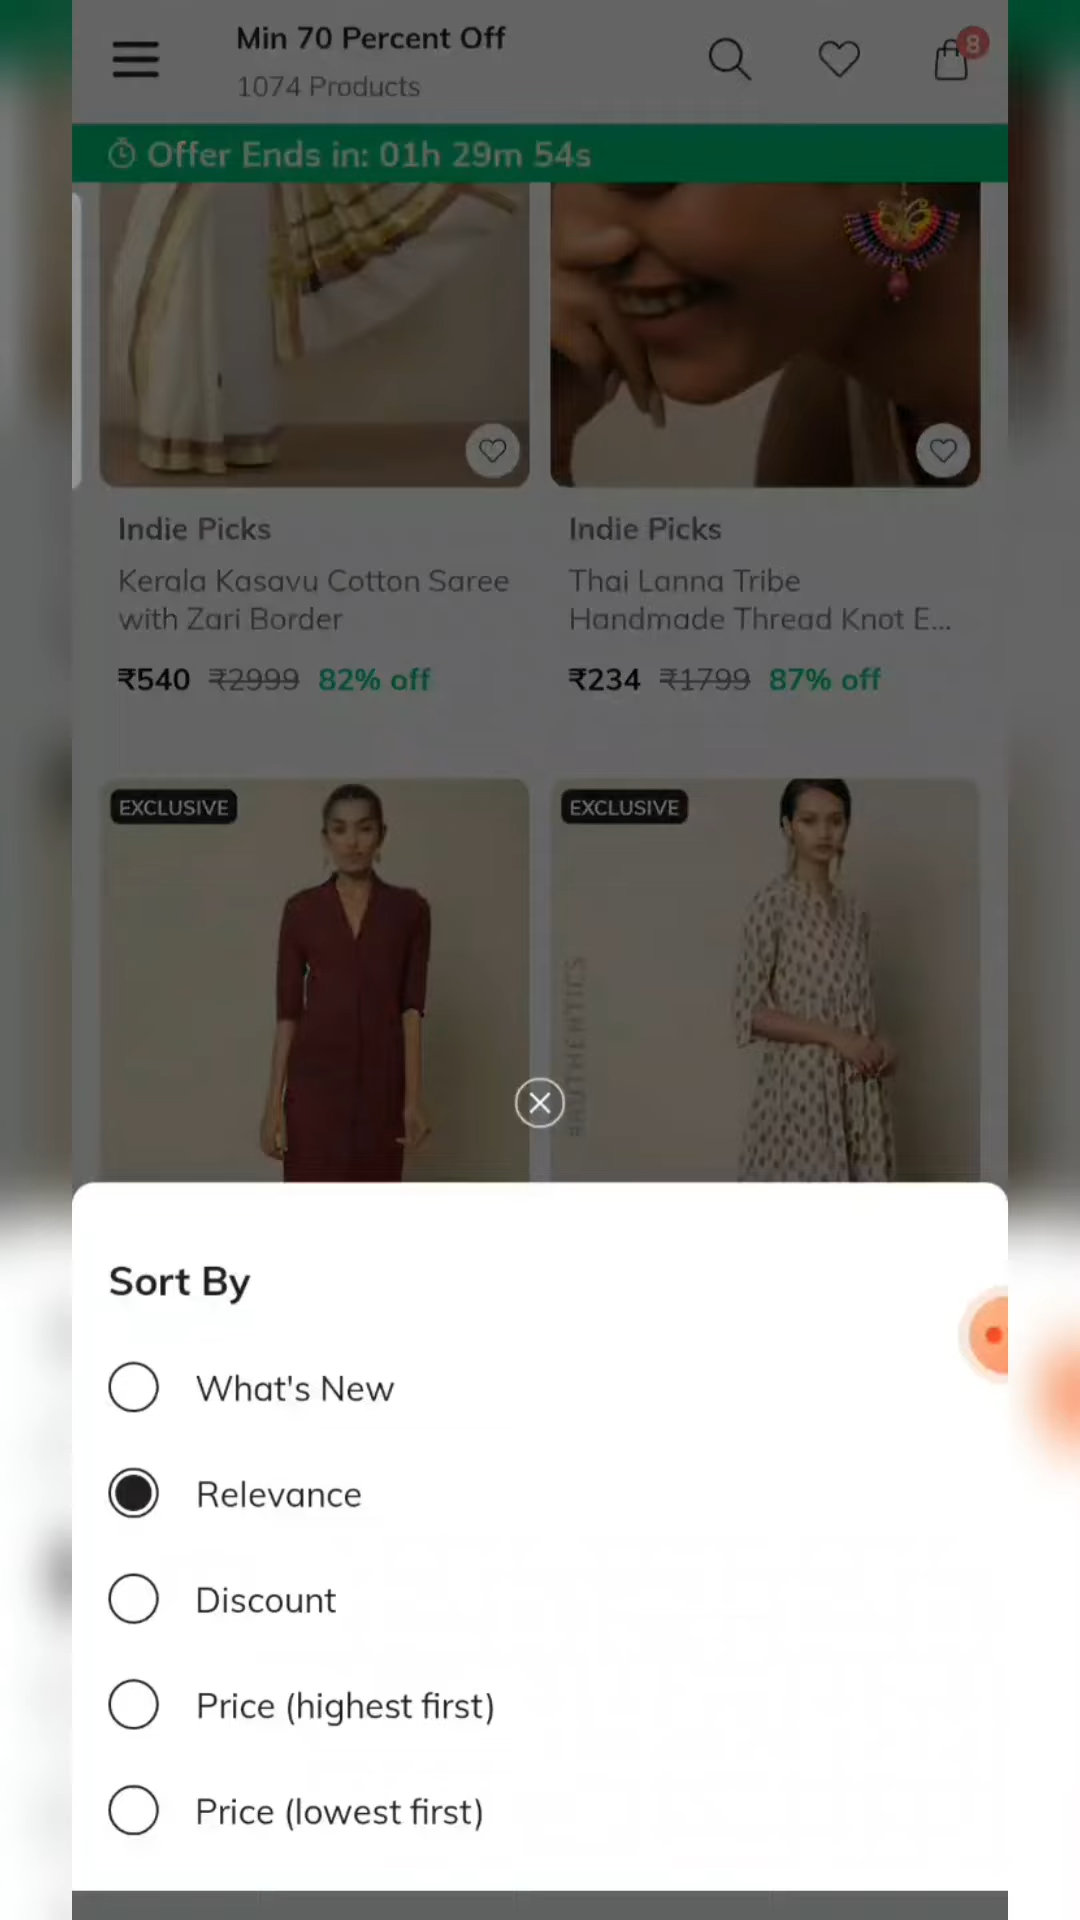 Min 70 Percent Off
1074 Products
8
Offer Ends in: 01h 29m 54s
Indie Picks
Kerala Kasavu Cotton Saree
with Zari Border
₹540 ₹2999 82% off
Indie Picks
Thai Lanna Tribe
Handmade Thread Knot E...
₹234 ₹1799 87% off
EXCLUSIVE
EXCLUSIVE
#AUTHENTICS
Sort By
What's New
Relevance
Discount
Price (highest first)
Price (lowest first)